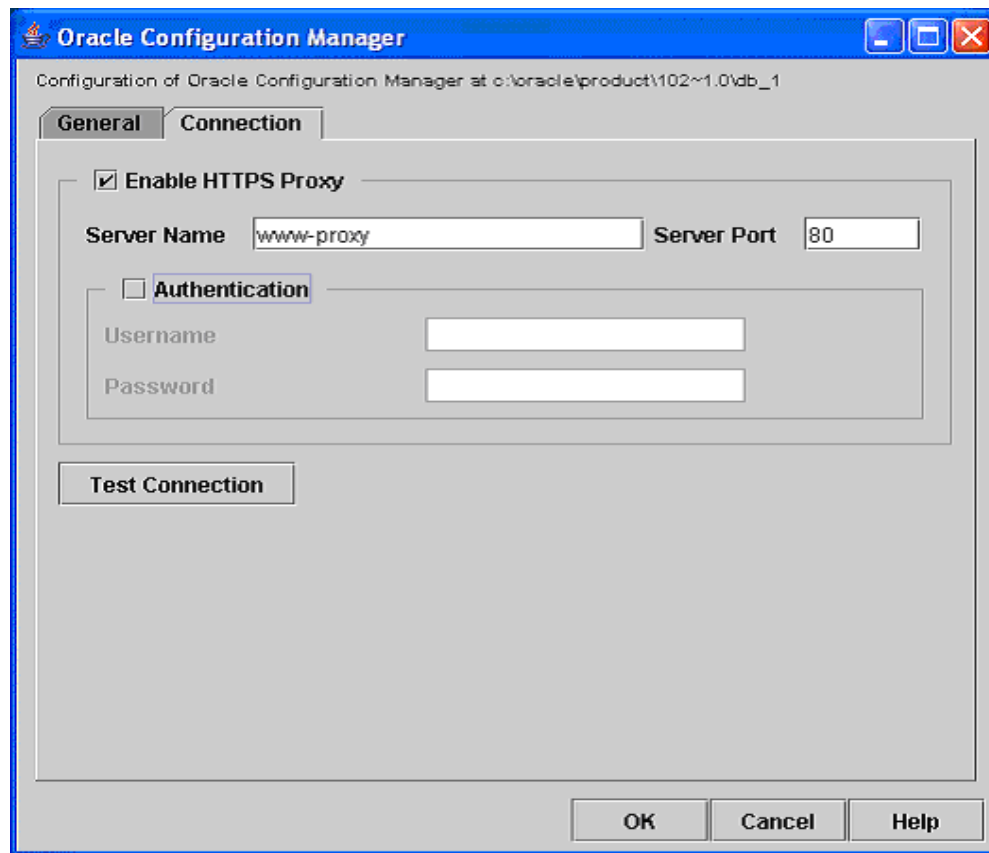 Oracle Configuration Manager
Configuration of Oracle Configuration Manager at c:\oracle\product\102~1.0\db_1
General Connection
Enable HTTPS Proxy
Server Name www-proxy Server Port 80
Authentication
Username
Password
Test Connection
OK Cancel Help